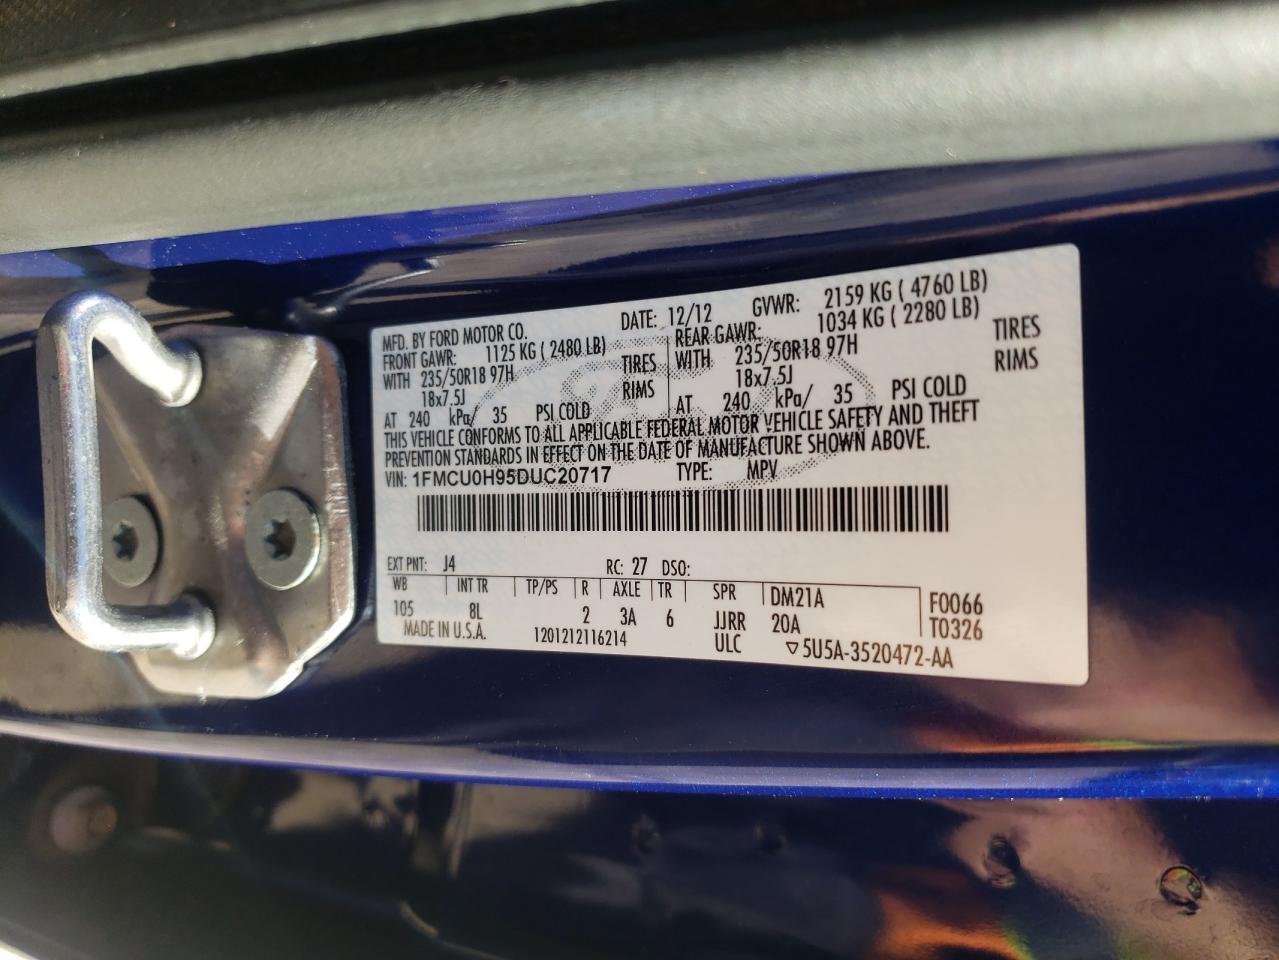 MFD. BY FORD MOTOR CO. DATE: 12/12 GVWR: 2159 KG ( 4760 LB)
FRONT GAWR: 1125 KG ( 2480 LB) REAR GAWR: 1034 KG ( 2280 LB)
WITH 235/50R18 97H TIRES WITH 235/50R18 97H TIRES
18x7.5J RIMS 18x7.5J RIMS
AT 240 kPa/ 35 PSI COLD AT 240 kPa/ 35 PSI COLD
THIS VEHICLE CONFORMS TO ALL APPLICABLE FEDERAL MOTOR VEHICLE SAFETY AND THEFT
PREVENTION STANDARDS IN EFFECT ON THE DATE OF MANUFACTURE SHOWN ABOVE.
VIN: 1FMCU0H95DUC20717 TYPE: MPV
EXT PNT: J4 RC: 27 DSO:
WB INT TR TP/PS R AXLE TR SPR DM21A F0066
105 8L 2 3A 6 JJRR 20A T0326
MADE IN U.S.A. 1201212116214 ULC ▽5U5A-3520472-AA